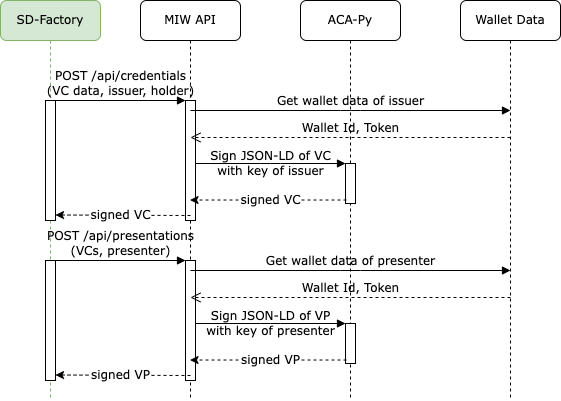 SD-Factory
MIW API
ACA-Py
Wallet Data
POST /api/credentials
(VC data, issuer, holder)
Get wallet data of issuer
Wallet Id, Token
Sign JSON-LD of VC
with key of issuer
signed VC
signed VC
POST /api/presentations
(VCs, presenter)
Get wallet data of presenter
Wallet Id, Token
Sign JSON-LD of VP
with key of presenter
signed VP
signed VP